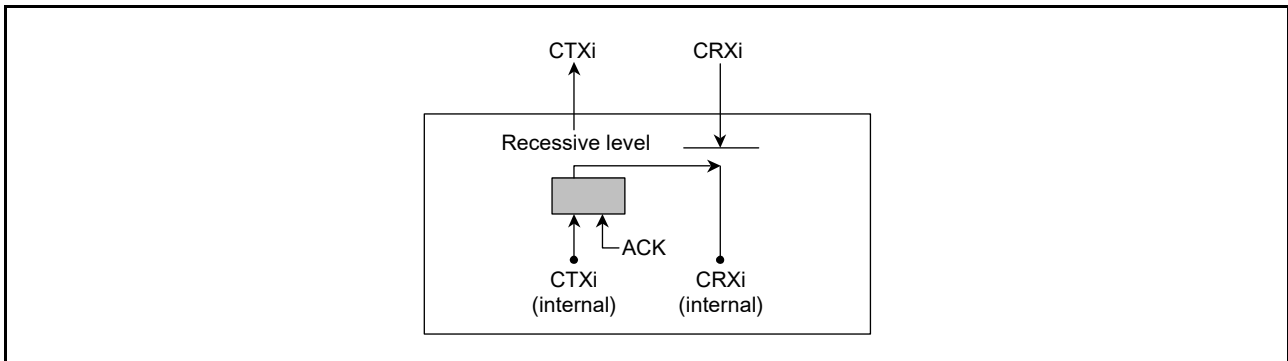 CTXi CRXi
Recessive level
ACK
CTXi CRXi
(internal) (internal)